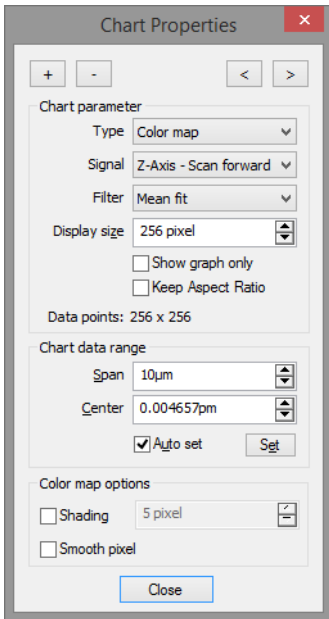 Chart Properties
+ - < >
Chart parameter
Type Color map
Signal Z-Axis - Scan forward
Filter Mean fit
Display size 256 pixel
Show graph only
Keep Aspect Ratio
Data points: 256 x 256
Chart data range
Span 10µm
Center 0.004657pm
Auto set Set
Color map options
Shading 5 pixel
Smooth pixel
Close